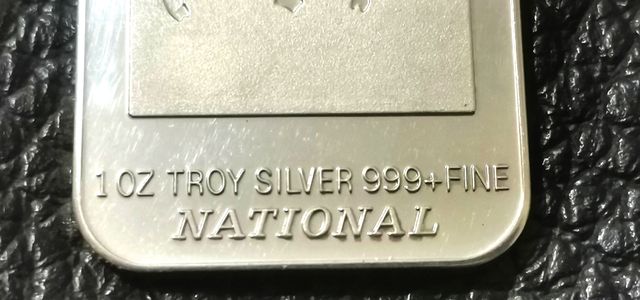 1 OZ TROY SILVER 999+FINE
NATIONAL